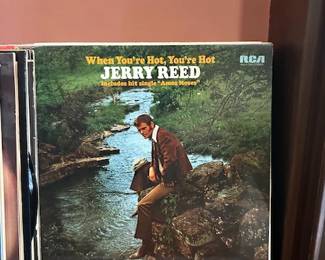 When You're Hot, You're Hot
RCA
JERRY REED
Includes hit single "Amos Moses"